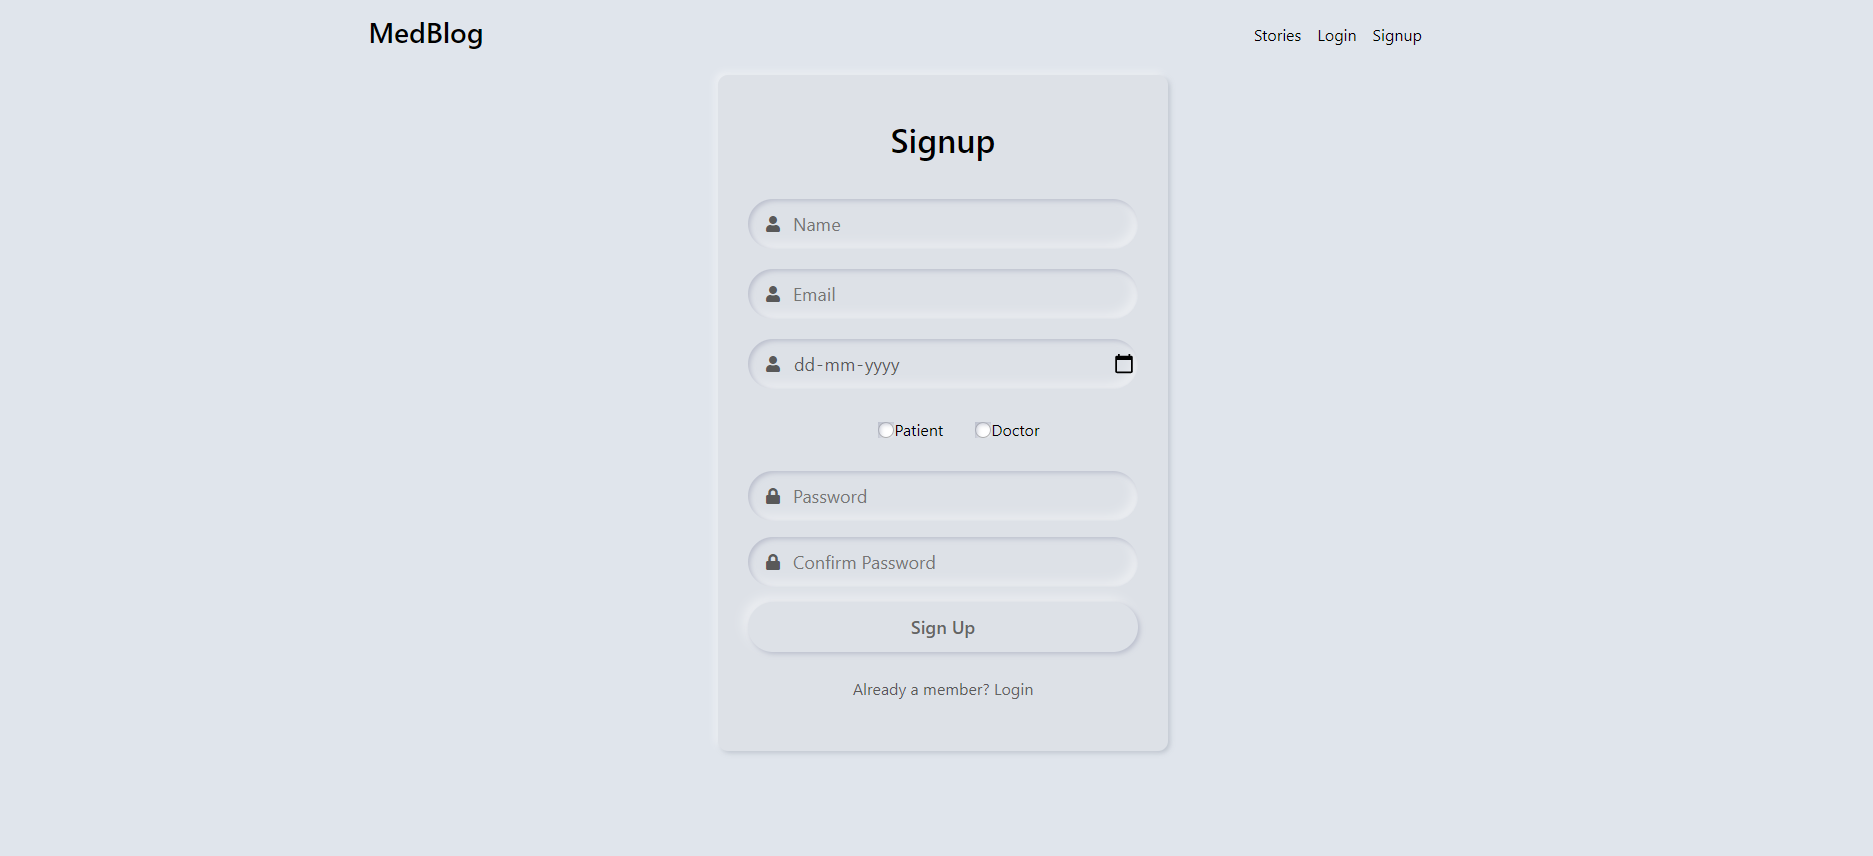 MedBlog
Stories Login Signup
Signup
Name
Email
dd-mm-yyyy
Patient Doctor
Password
Confirm Password
Sign Up
Already a member? Login